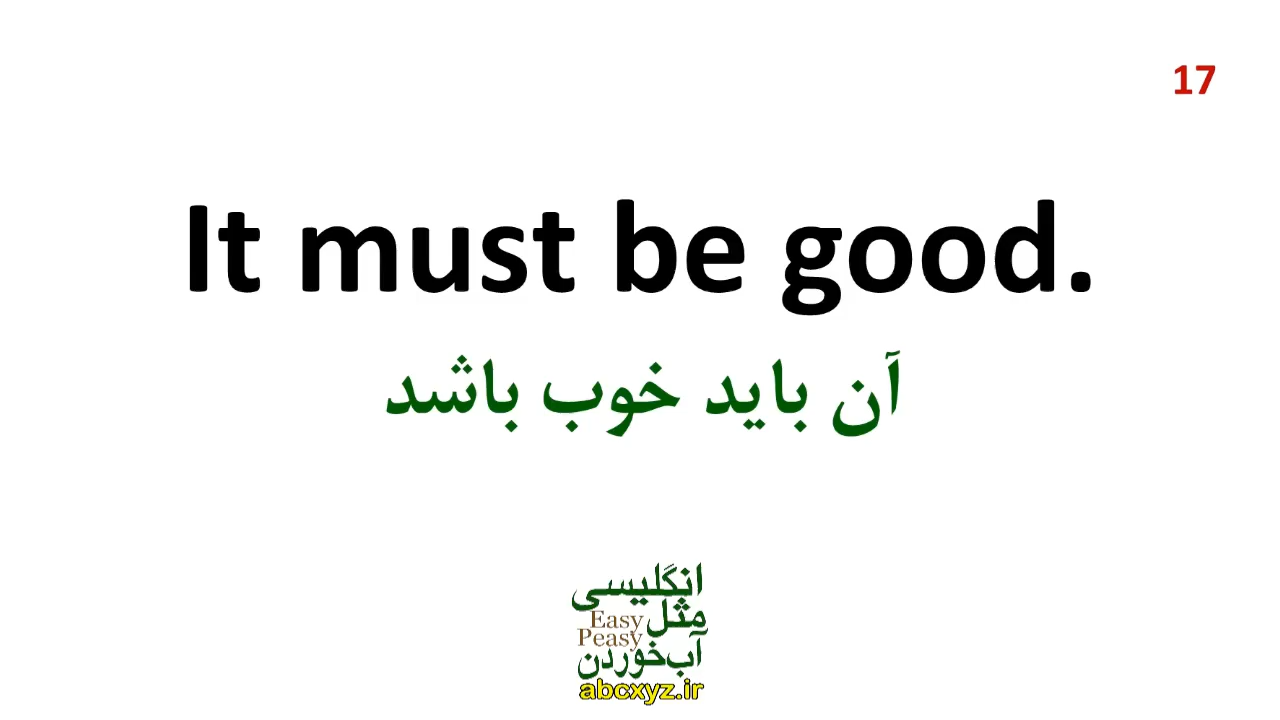 17
It must be good.
آن باید خوب باشد
انگلیسی
مثل
Easy
Peasy
آب‌خوردن
abcxyz.ir